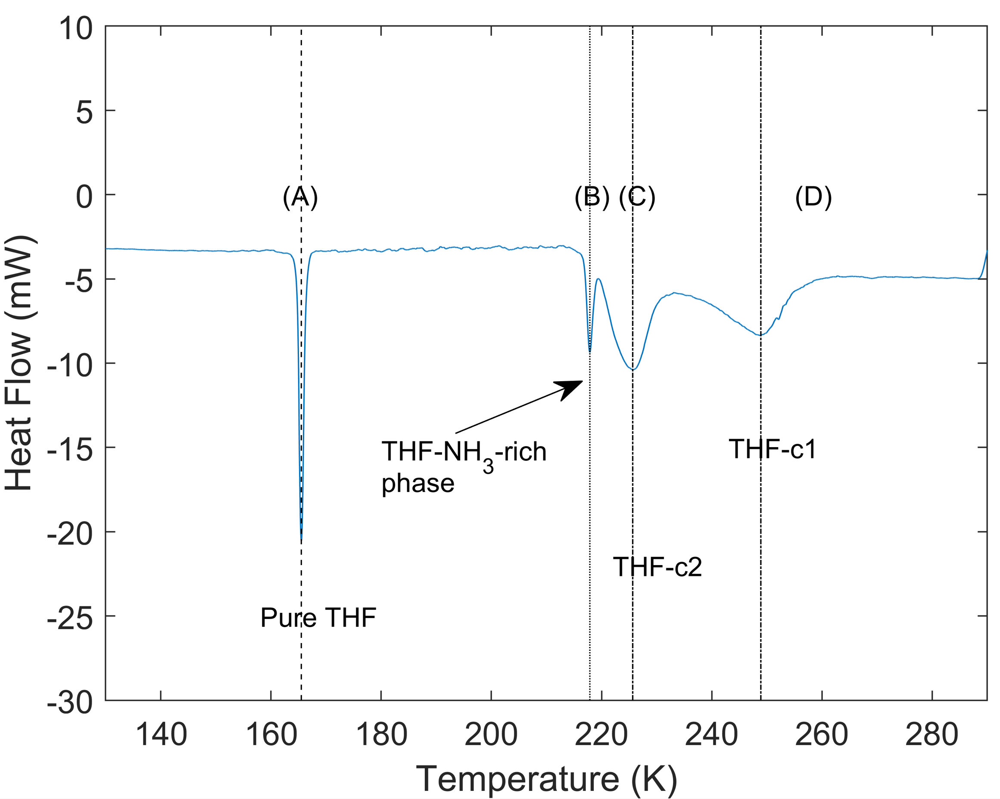 10
5
0
-5
-10
-15
-20
-25
-30
Heat Flow (mW)
(A)
(B)
(C)
(D)
THF-NH3-rich
phase
THF-c1
THF-c2
Pure THF
140 160 180 200 220 240 260 280
Temperature (K)